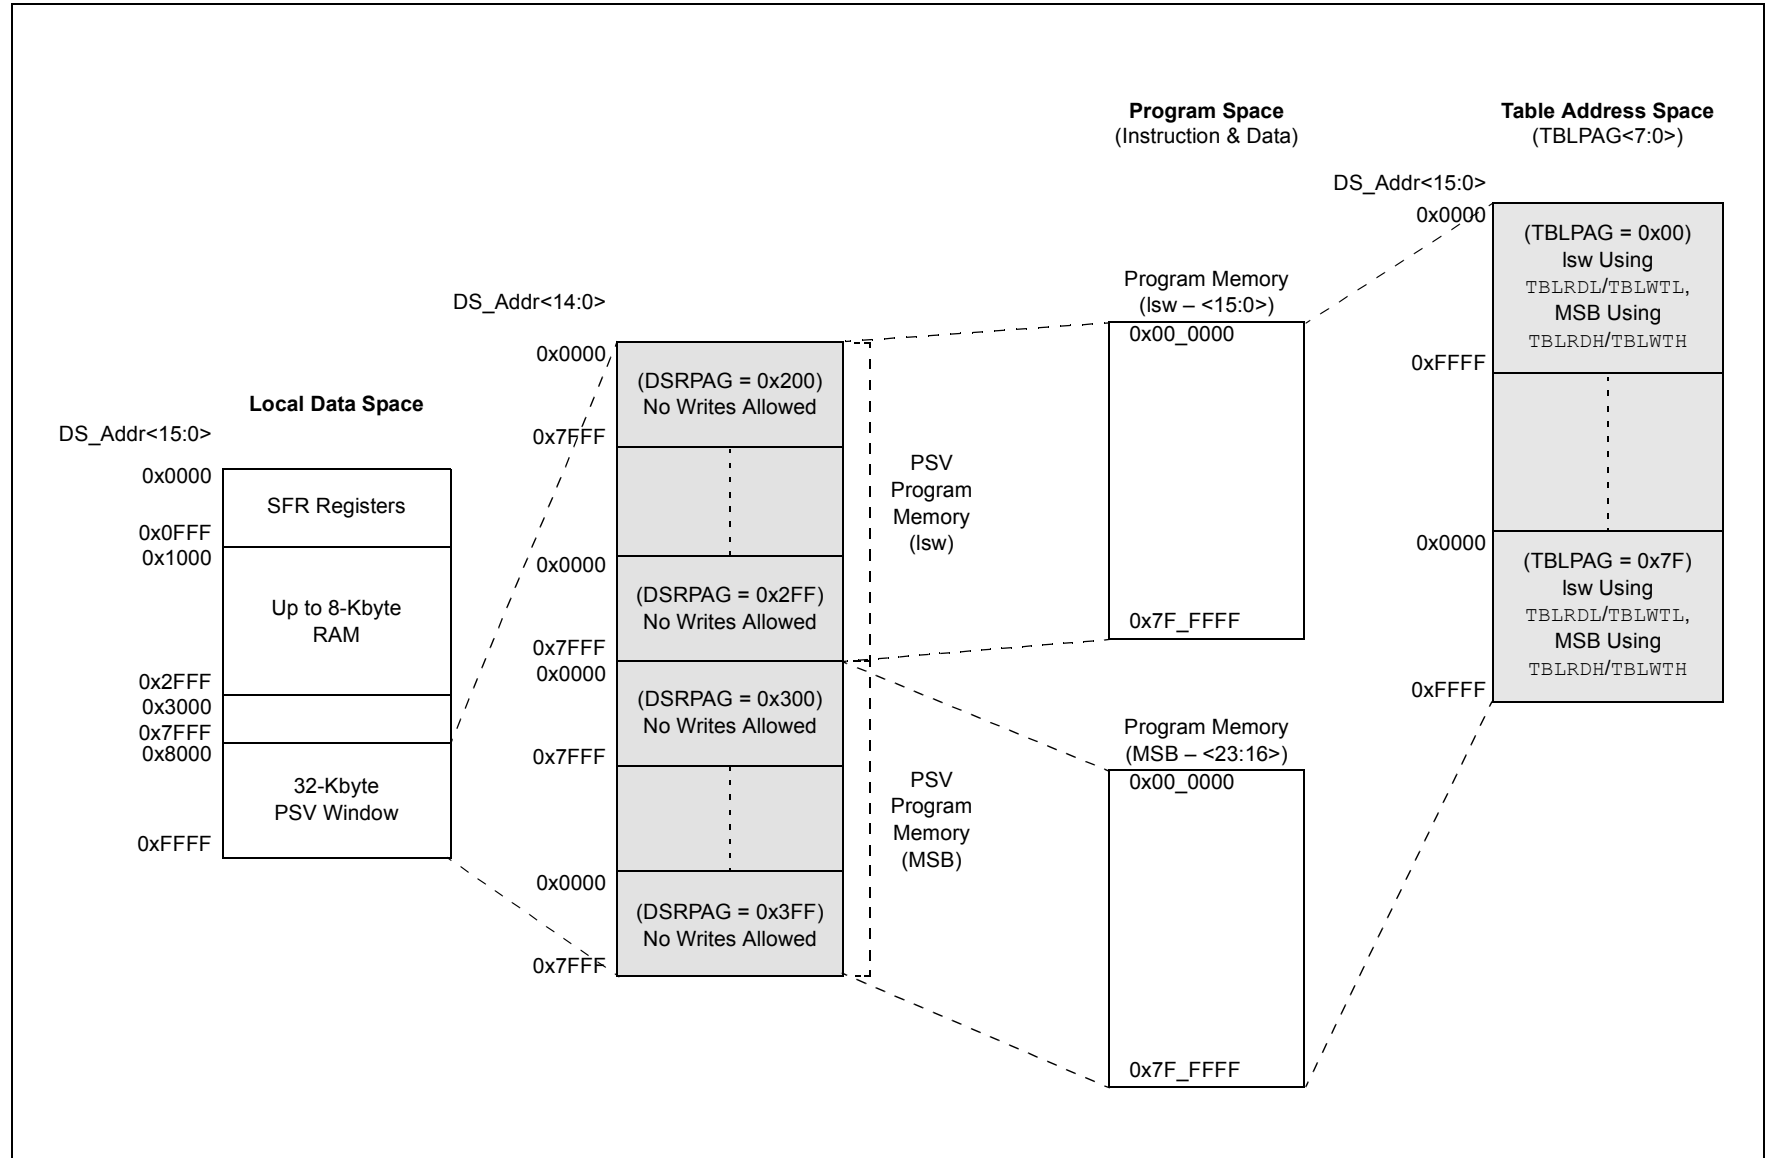 Program Space
(Instruction & Data)
Table Address Space
(TBLPAG<7:0>)
DS_Addr<15:0>
0x0000
(TBLPAG = 0x00)
lsw Using
TBLRDL/TBLWTL,
MSB Using
TBLRDH/TBLWTH
0xFFFF
0x0000
(TBLPAG = 0x7F)
lsw Using
TBLRDL/TBLWTL,
MSB Using
TBLRDH/TBLWTH
0xFFFF
Program Memory
(lsw – <15:0>)
0x00_0000
0x7F_FFFF
Program Memory
(MSB – <23:16>)
0x00_0000
0x7F_FFFF
DS_Addr<14:0>
0x0000
(DSRPAG = 0x200)
No Writes Allowed
0x7FFF
0x0000
(DSRPAG = 0x2FF)
No Writes Allowed
0x7FFF
0x0000
(DSRPAG = 0x300)
No Writes Allowed
0x7FFF
0x0000
(DSRPAG = 0x3FF)
No Writes Allowed
0x7FFF
PSV
Program
Memory
(lsw)
PSV
Program
Memory
(MSB)
Local Data Space
DS_Addr<15:0>
0x0000
SFR Registers
0x0FFF
0x1000
Up to 8-Kbyte
RAM
0x2FFF
0x3000
0x7FFF
0x8000
32-Kbyte
PSV Window
0xFFFF